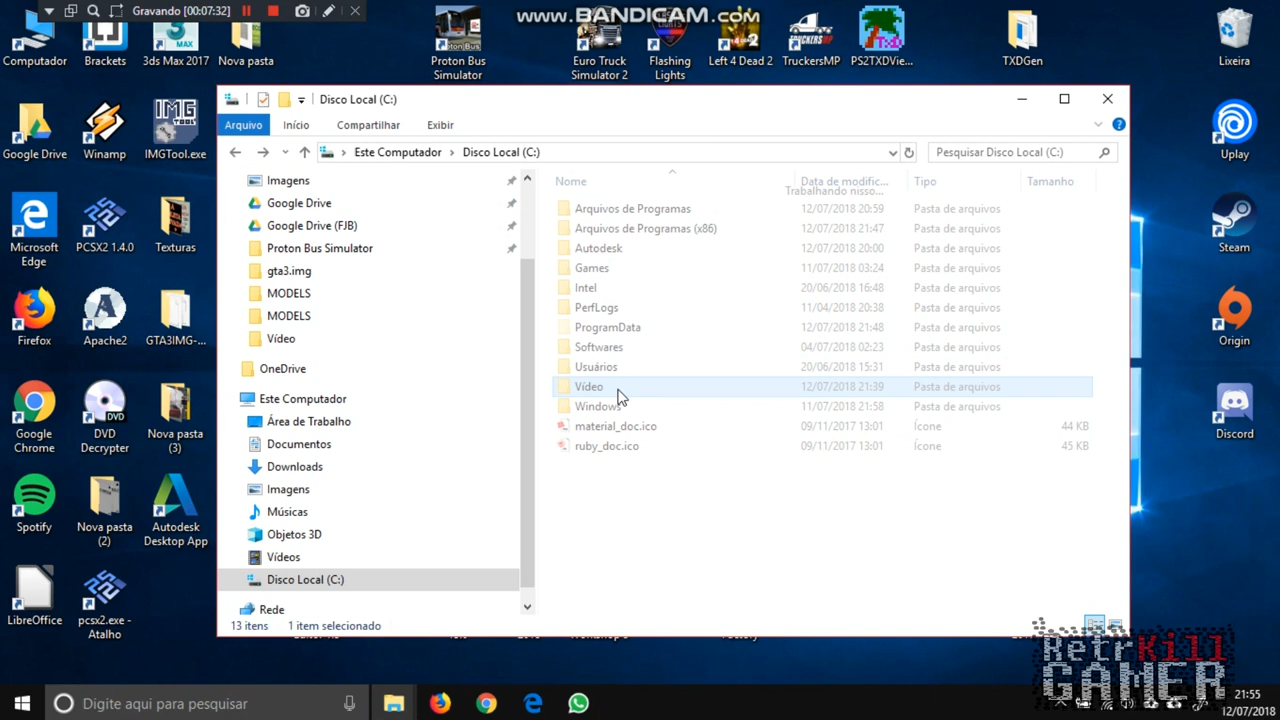 Gravando [00:07:32]
www.BANDICAM.com
Computador
Brackets
3ds Max 2017
Nova pasta
Proton Bus Simulator
Euro Truck Simulator 2
Flashing Lights
Left 4 Dead 2
TruckersMP
PS2TXDVie...
TXDGen
Lixeira
Google Drive
Winamp
IMGTool.exe
Uplay
Microsoft Edge
PCSX2 1.4.0
Texturas
Steam
Firefox
Apache2
GTA3IMG-...
Origin
Google Chrome
DVD Decrypter
Nova pasta (3)
Discord
Spotify
Nova pasta (2)
Autodesk Desktop App
LibreOffice
pcsx2.exe - Atalho
Disco Local (C:)
Arquivo Início Compartilhar Exibir
Este Computador Disco Local (C:)
Pesquisar Disco Local (C:)
Imagens
Google Drive
Google Drive (FJB)
Proton Bus Simulator
gta3.img
MODELS
MODELS
Vídeo
OneDrive
Este Computador
Área de Trabalho
Documentos
Downloads
Imagens
Músicas
Objetos 3D
Vídeos
Disco Local (C:)
Rede
Nome Data de modific... Tipo Tamanho
Trabalhando nisso...
Arquivos de Programas 12/07/2018 20:59 Pasta de arquivos
Arquivos de Programas (x86) 12/07/2018 21:47 Pasta de arquivos
Autodesk 12/07/2018 20:00 Pasta de arquivos
Games 11/07/2018 03:24 Pasta de arquivos
Intel 20/06/2018 16:48 Pasta de arquivos
PerfLogs 11/04/2018 20:38 Pasta de arquivos
ProgramData 12/07/2018 21:48 Pasta de arquivos
Softwares 04/07/2018 02:23 Pasta de arquivos
Usuários 20/06/2018 15:31 Pasta de arquivos
Vídeo 12/07/2018 21:39 Pasta de arquivos
Windows 11/07/2018 21:58 Pasta de arquivos
material_doc.ico 09/11/2017 13:01 Ícone 44 KB
ruby_doc.ico 09/11/2017 13:01 Ícone 45 KB
13 itens 1 item selecionado
RetrKill
GAMER
Digite aqui para pesquisar
21:55
12/07/2018